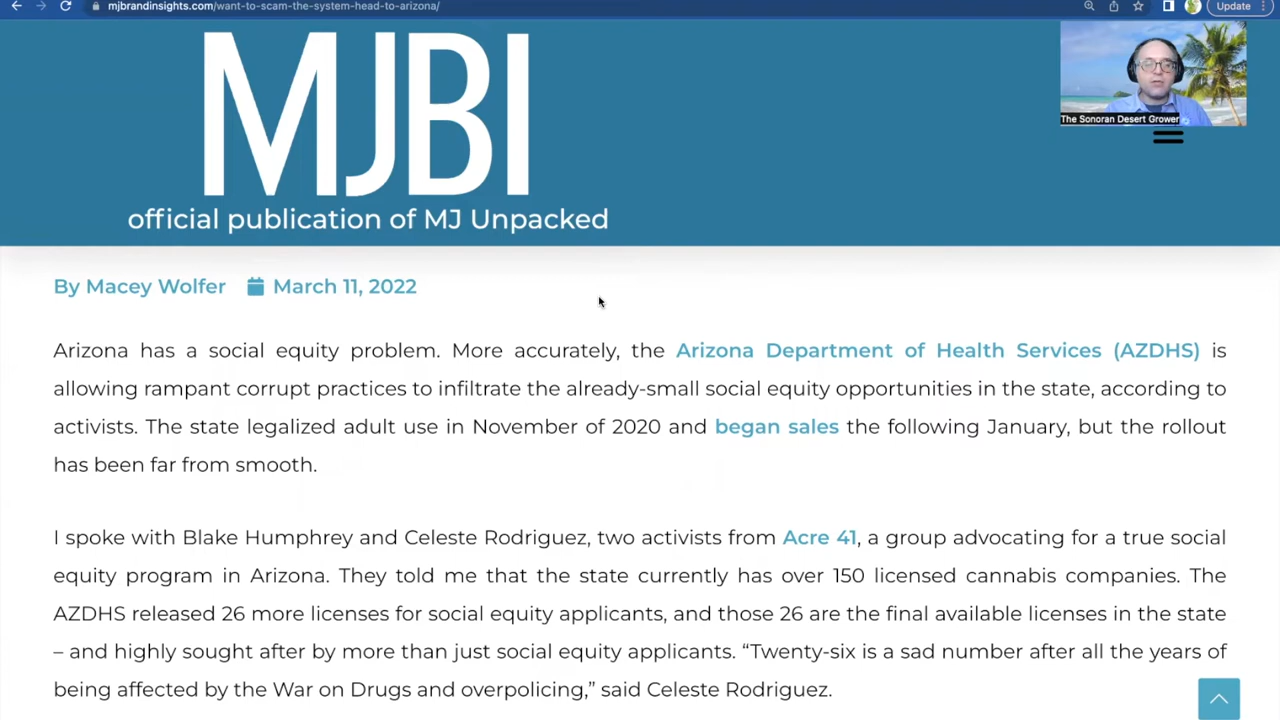 mjbrandinsights.com/want-to-scam-the-system-head-to-arizona/
Update
MJBI
official publication of MJ Unpacked
The Sonoran Desert Grower
By Macey Wolfer March 11, 2022
Arizona has a social equity problem. More accurately, the Arizona Department of Health Services (AZDHS) is
allowing rampant corrupt practices to infiltrate the already-small social equity opportunities in the state, according to
activists. The state legalized adult use in November of 2020 and began sales the following January, but the rollout
has been far from smooth.
I spoke with Blake Humphrey and Celeste Rodriguez, two activists from Acre 41, a group advocating for a true social
equity program in Arizona. They told me that the state currently has over 150 licensed cannabis companies. The
AZDHS released 26 more licenses for social equity applicants, and those 26 are the final available licenses in the state
– and highly sought after by more than just social equity applicants. “Twenty-six is a sad number after all the years of
being affected by the War on Drugs and overpolicing,” said Celeste Rodriguez.